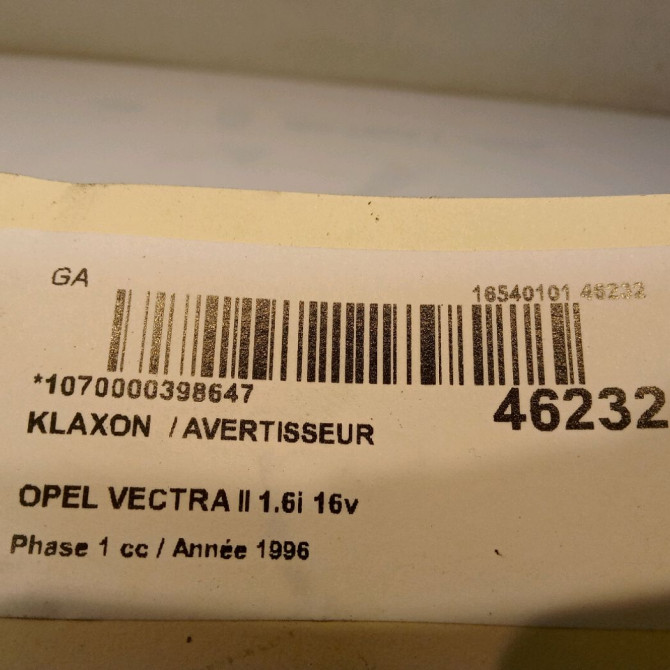 GA
16540101 46232
*1070000398647
46232
KLAXON / AVERTISSEUR
OPEL VECTRA II 1.6i 16v
Phase 1 cc / Année 1996